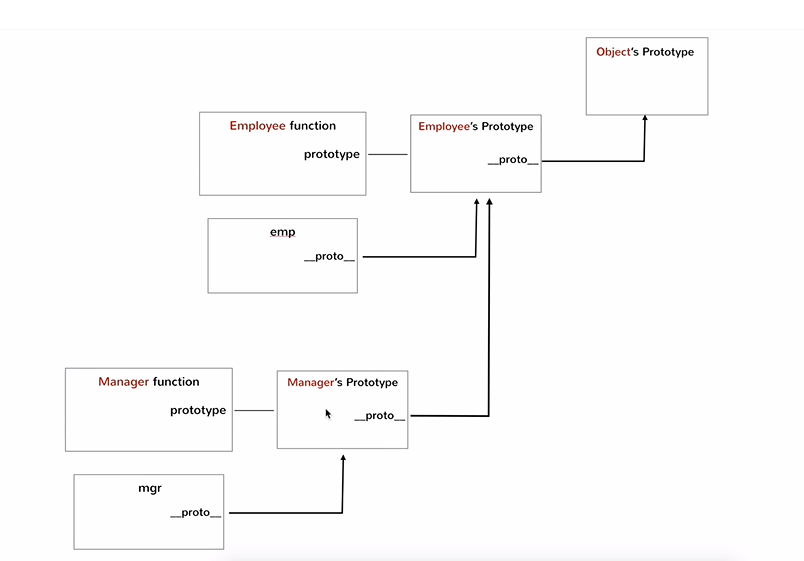 Object's Prototype
Employee function
prototype
Employee's Prototype
__proto__
emp
__proto__
Manager function
prototype
Manager's Prototype
__proto__
mgr
__proto__